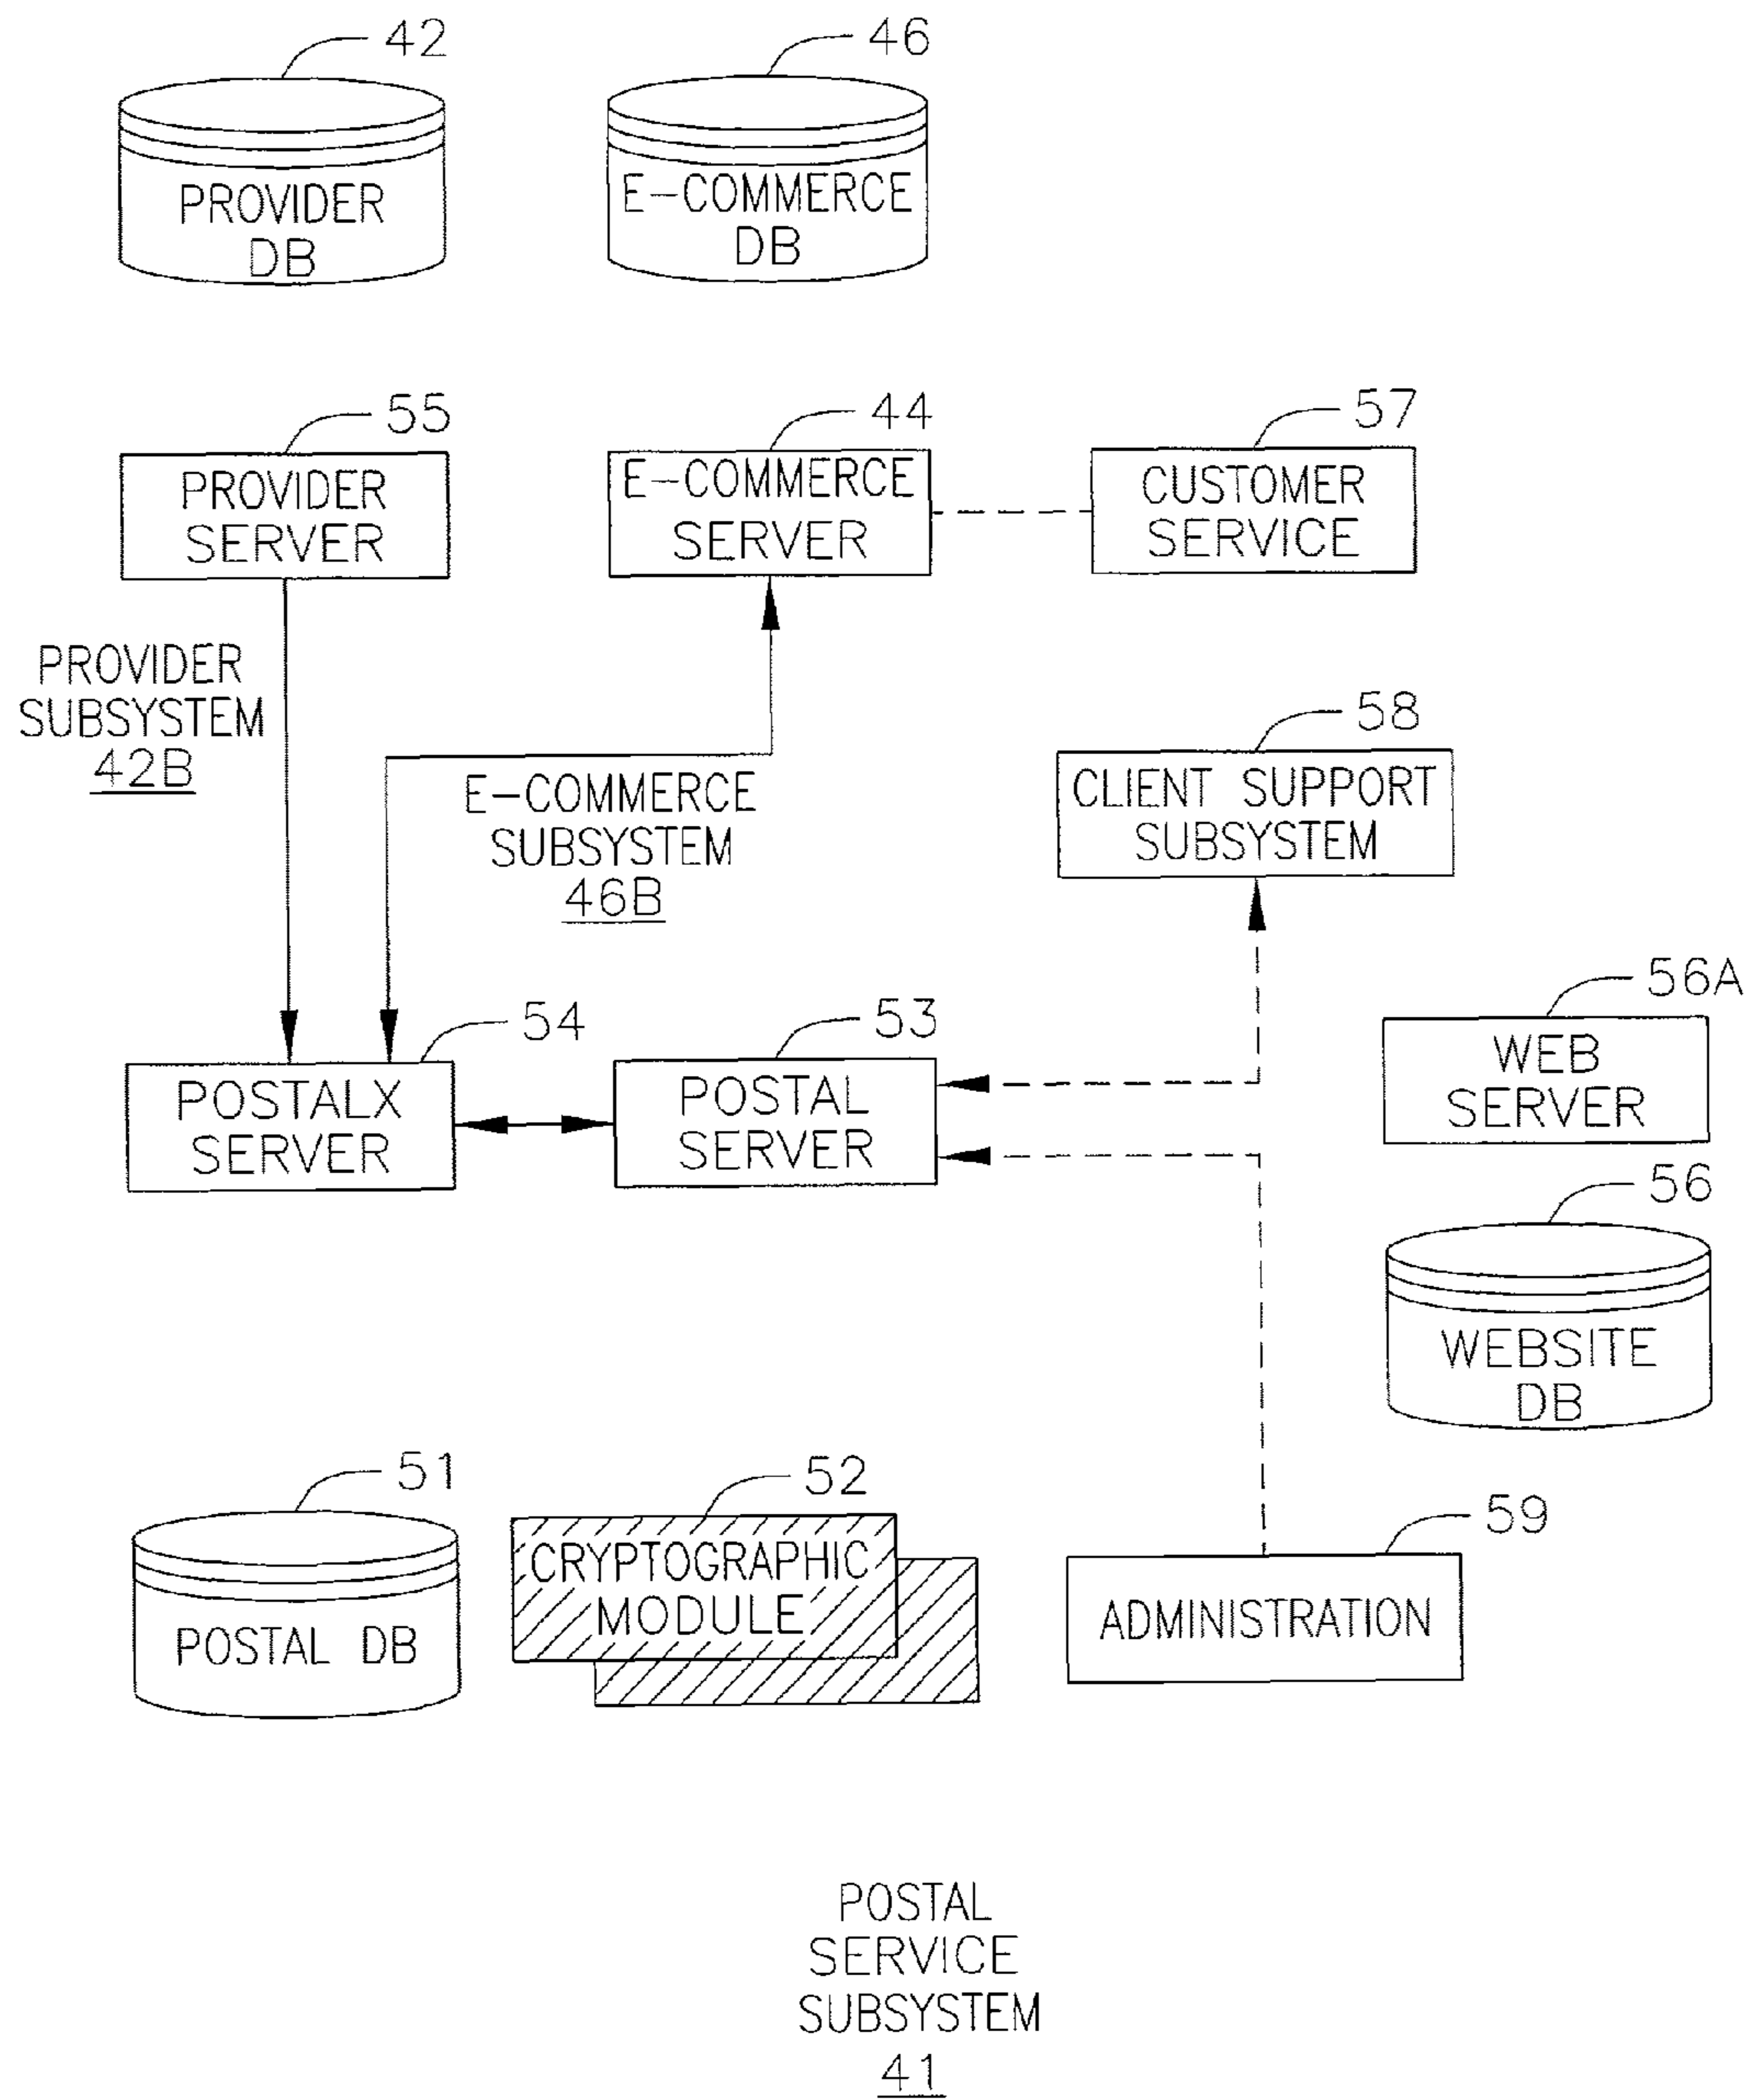 42
46
PROVIDER
DB
E-COMMERCE
DB
55
44
57
PROVIDER
SERVER
E-COMMERCE
SERVER
CUSTOMER
SERVICE
PROVIDER
SUBSYSTEM
42B
E-COMMERCE
SUBSYSTEM
46B
58
CLIENT SUPPORT
SUBSYSTEM
54
53
56A
POSTALX
SERVER
POSTAL
SERVER
WEB
SERVER
56
WEBSITE
DB
51
52
59
POSTAL DB
CRYPTOGRAPHIC
MODULE
ADMINISTRATION
POSTAL
SERVICE
SUBSYSTEM
41